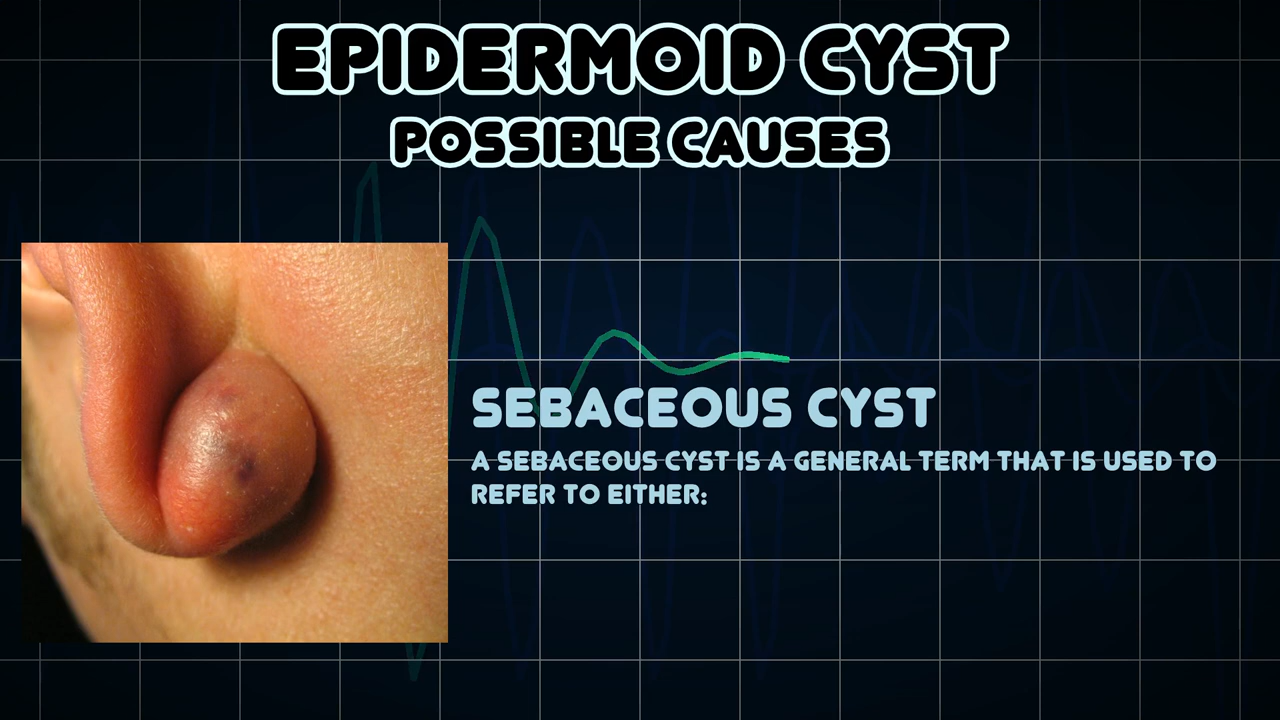 EPIDERMOID CYST
POSSIBLE CAUSES
SEBACEOUS CYST
A SEBACEOUS CYST IS A GENERAL TERM THAT IS USED TO
REFER TO EITHER: